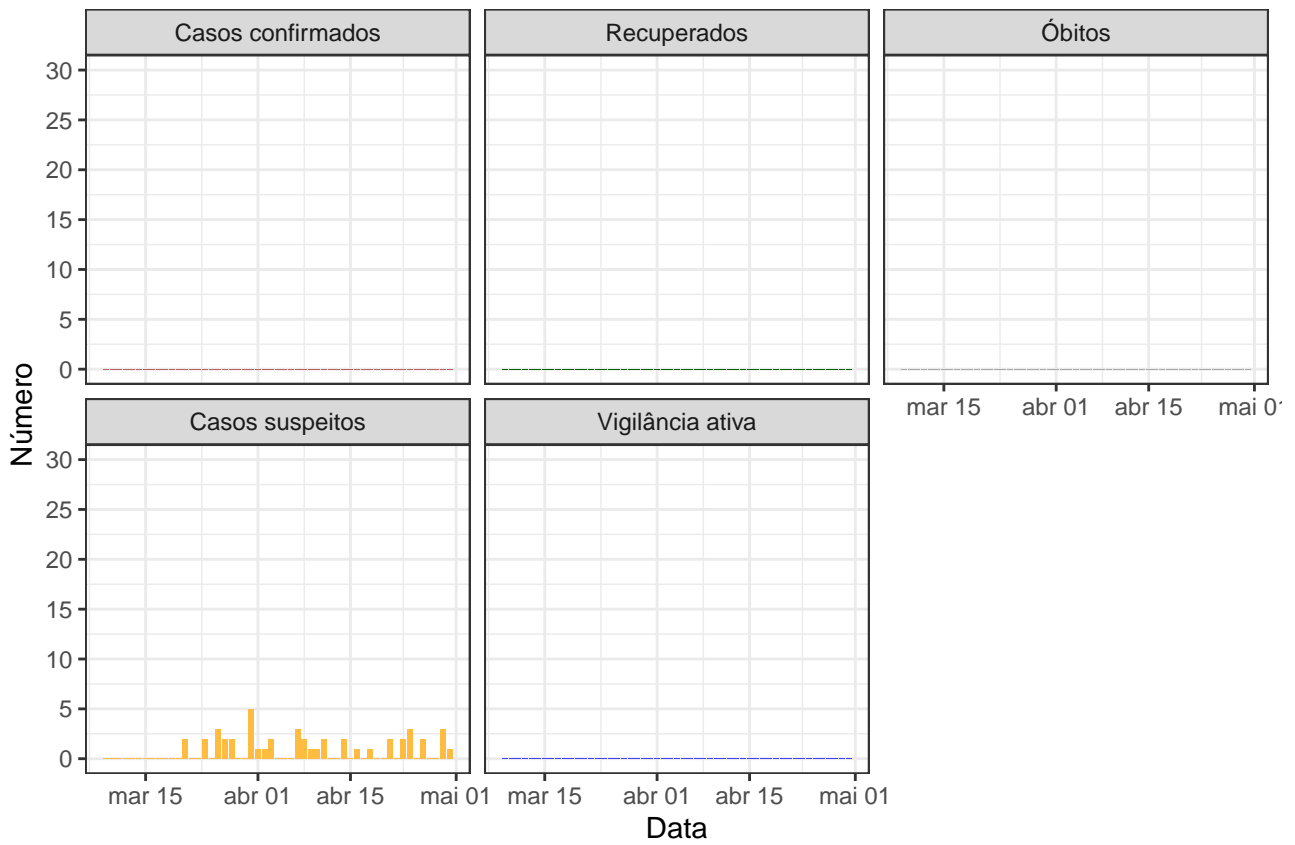 Casos confirmados
Recuperados
Óbitos
30
25
20
15
10
5
0
mar 15 abr 01 abr 15 mai 01
Número
Casos suspeitos
Vigilância ativa
30
25
20
15
10
5
0
mar 15 abr 01 abr 15 mai 01
mar 15 abr 01 abr 15 mai 01
Data